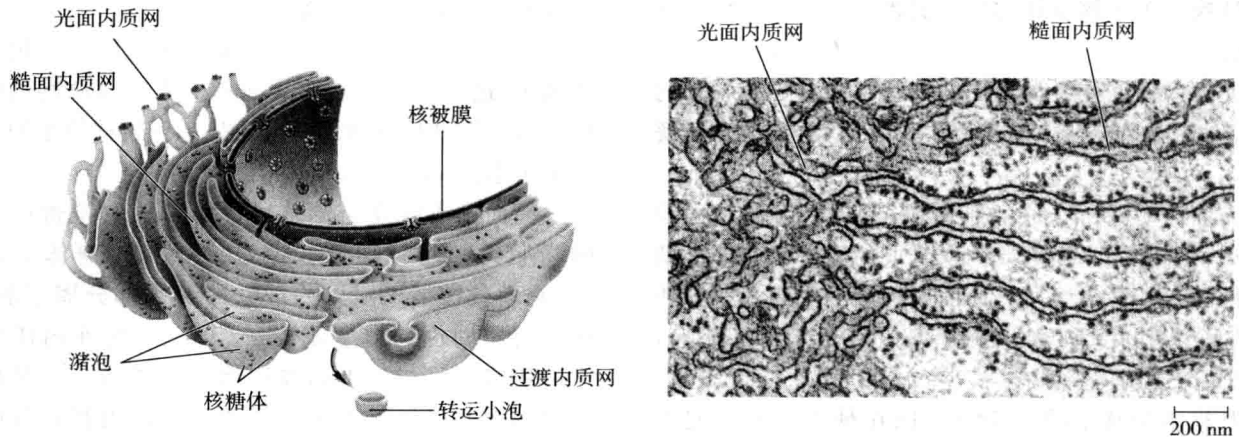 光面内质网
糙面内质网
核被膜
潴泡
核糖体
过渡内质网
转运小泡
光面内质网
糙面内质网
200 nm